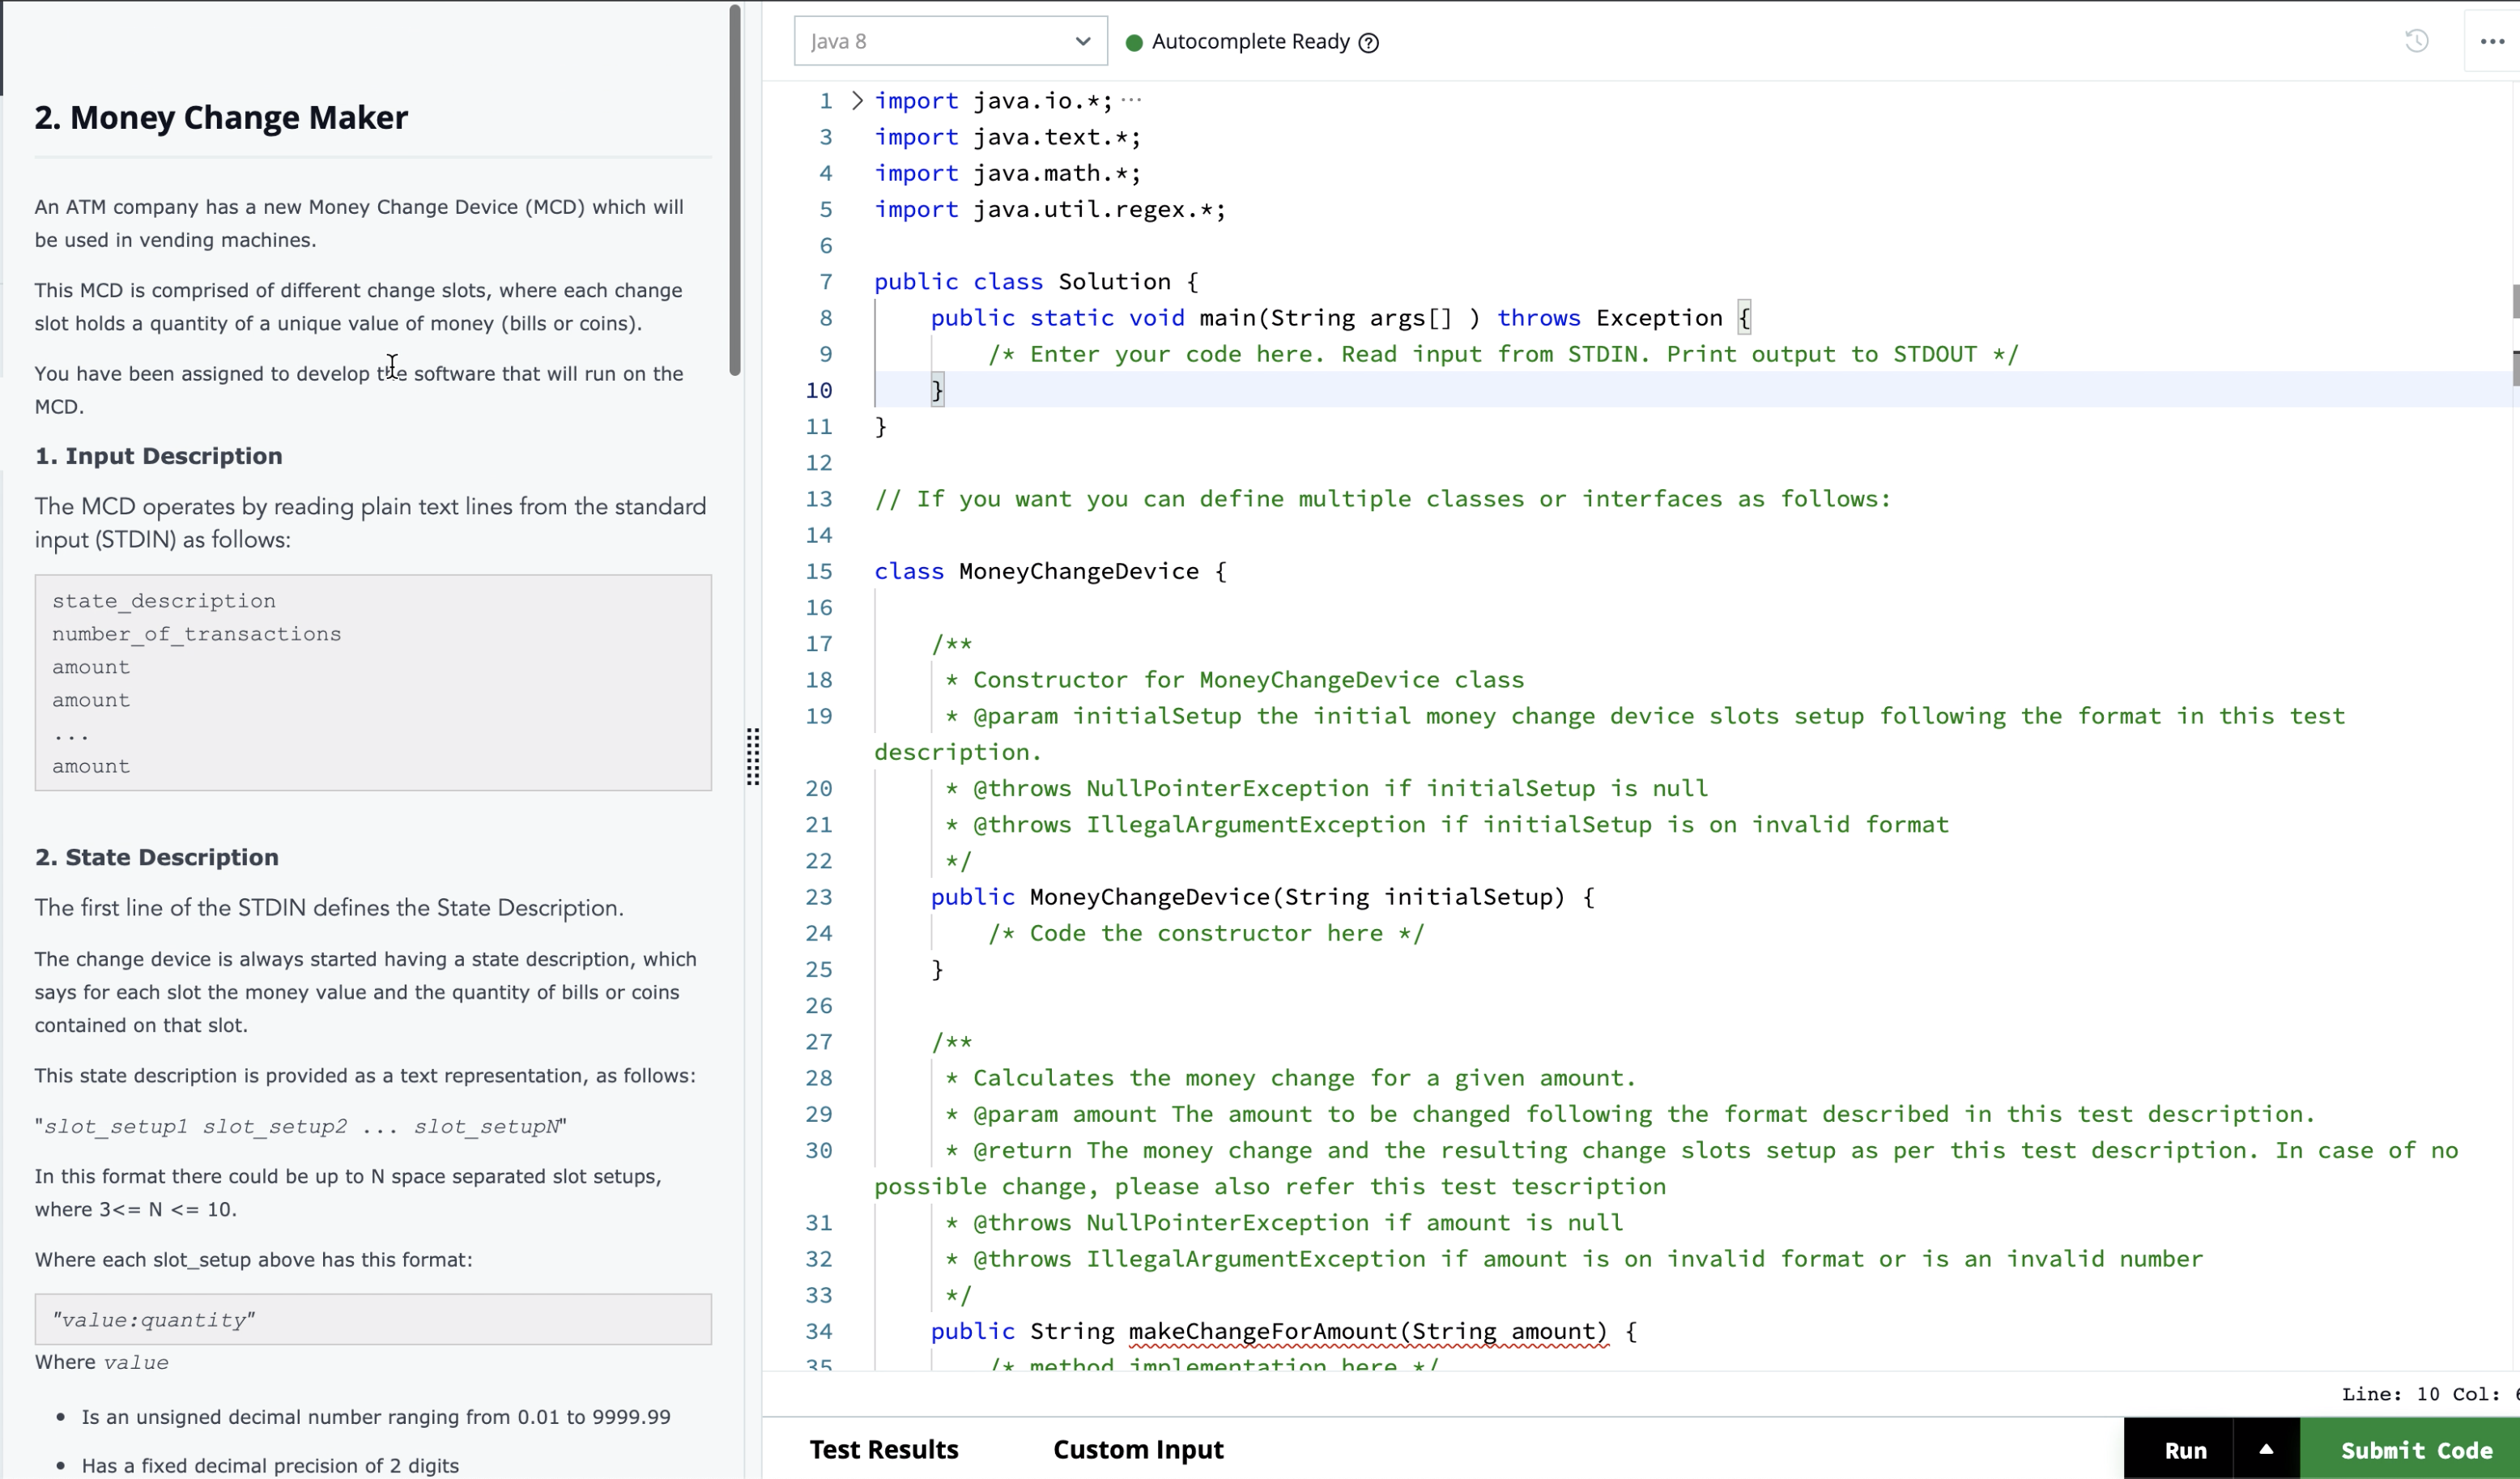 2. Money Change Maker
An ATM company has a new Money Change Device (MCD) which will
be used in vending machines.
This MCD is comprised of different change slots, where each change
slot holds a quantity of a unique value of money (bills or coins).
You have been assigned to develop the software that will run on the
MCD.
1. Input Description
The MCD operates by reading plain text lines from the standard
input (STDIN) as follows:
state_description
number_of_transactions
amount
amount
...
amount
2. State Description
The first line of the STDIN defines the State Description.
The change device is always started having a state description, which
says for each slot the money value and the quantity of bills or coins
contained on that slot.
This state description is provided as a text representation, as follows:
"slot_setup1 slot_setup2 ... slot_setupN"
In this format there could be up to N space separated slot setups,
where 3<= N <= 10.
Where each slot_setup above has this format:
"value:quantity"
Where value
• Is an unsigned decimal number ranging from 0.01 to 9999.99
• Has a fixed decimal precision of 2 digits
Java 8
Autocomplete Ready ?
1 > import java.io.*; ...
3 import java.text.*;
4 import java.math.*;
5 import java.util.regex.*;
6
7 public class Solution {
8 public static void main(String args[] ) throws Exception {
9 /* Enter your code here. Read input from STDIN. Print output to STDOUT */
10 }
11 }
12
13 // If you want you can define multiple classes or interfaces as follows:
14
15 class MoneyChangeDevice {
16
17 /**
18 * Constructor for MoneyChangeDevice class
19 * @param initialSetup the initial money change device slots setup following the format in this test
description.
20 * @throws NullPointerException if initialSetup is null
21 * @throws IllegalArgumentException if initialSetup is on invalid format
22 */
23 public MoneyChangeDevice(String initialSetup) {
24 /* Code the constructor here */
25 }
26
27 /**
28 * Calculates the money change for a given amount.
29 * @param amount The amount to be changed following the format described in this test description.
30 * @return The money change and the resulting change slots setup as per this test description. In case of no
possible change, please also refer this test tescription
31 * @throws NullPointerException if amount is null
32 * @throws IllegalArgumentException if amount is on invalid format or is an invalid number
33 */
34 public String makeChangeForAmount(String amount) {
35 /* method implementation here */
Line: 10 Col:
Test Results
Custom Input
Run
Submit Code